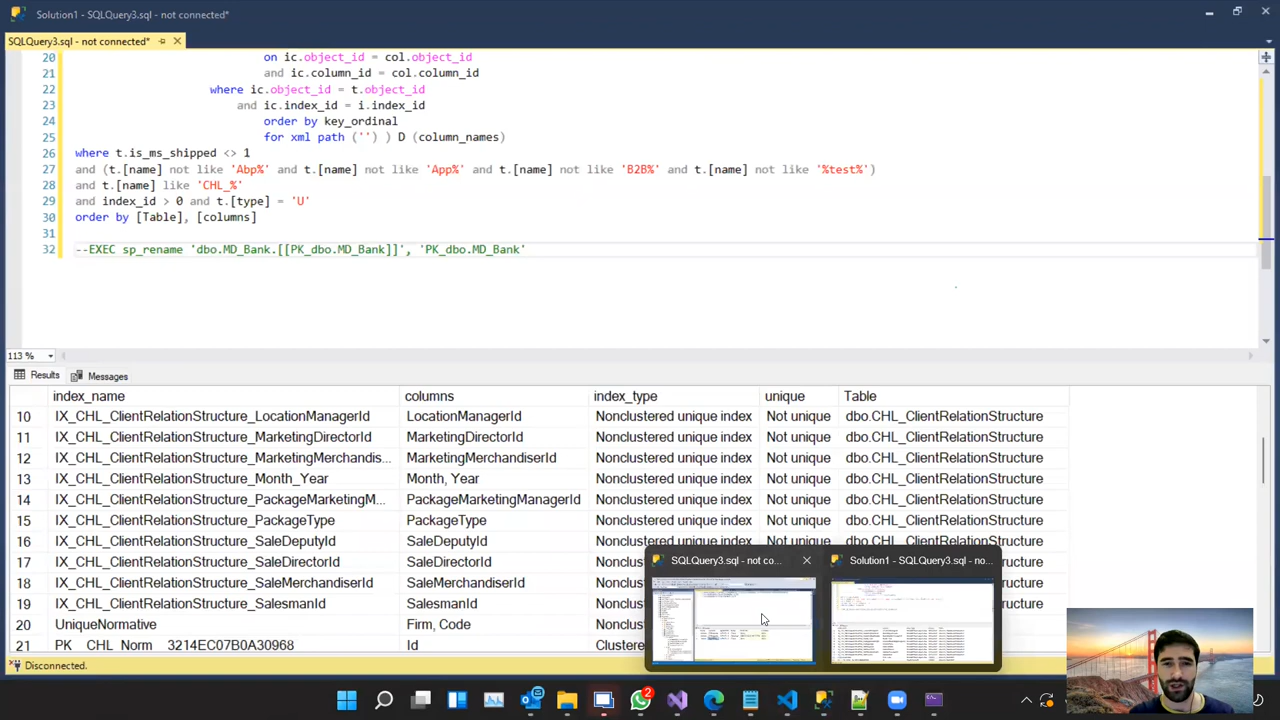 Solution1 - SQLQuery3.sql - not connected*
SQLQuery3.sql - not connected*
20 on ic.object_id = col.object_id
21 and ic.column_id = col.column_id
22 where ic.object_id = t.object_id
23 and ic.index_id = i.index_id
24 order by key_ordinal
25 for xml path ('') ) D (column_names)
26 where t.is_ms_shipped <> 1
27 and (t.[name] not like 'Abp%' and t.[name] not like 'App%' and t.[name] not like 'B2B%' and t.[name] not like '%test%')
28 and t.[name] like 'CHL_%'
29 and index_id > 0 and t.[type] = 'U'
30 order by [Table], [columns]
31
32 --EXEC sp_rename 'dbo.MD_Bank.[[PK_dbo.MD_Bank]]', 'PK_dbo.MD_Bank'
113 %
Results Messages
index_name columns index_type unique Table
10 IX_CHL_ClientRelationStructure_LocationManagerId LocationManagerId Nonclustered unique index Not unique dbo.CHL_ClientRelationStructure
11 IX_CHL_ClientRelationStructure_MarketingDirectorId MarketingDirectorId Nonclustered unique index Not unique dbo.CHL_ClientRelationStructure
12 IX_CHL_ClientRelationStructure_MarketingMerchandis... MarketingMerchandiserId Nonclustered unique index Not unique dbo.CHL_ClientRelationStructure
13 IX_CHL_ClientRelationStructure_Month_Year Month, Year Nonclustered unique index Not unique dbo.CHL_ClientRelationStructure
14 IX_CHL_ClientRelationStructure_PackageMarketingM... PackageMarketingManagerId Nonclustered unique index Not unique dbo.CHL_ClientRelationStructure
15 IX_CHL_ClientRelationStructure_PackageType PackageType Nonclustered unique index Not unique dbo.CHL_ClientRelationStructure
16 IX_CHL_ClientRelationStructure_SaleDeputyId SaleDeputyId
17 IX_CHL_ClientRelationStructure_SaleDirectorId SaleDirectorId
18 IX_CHL_ClientRelationStructure_SaleMerchandiserId SaleMerchandiserId
19 IX_CHL_ClientRelationStructure_SalesmanId SalesmanId
20 UniqueNormative Firm, Code
21 Id
SQLQuery3.sql - not co... Solution1 - SQLQuery3.sql - no...
Disconnected.
2